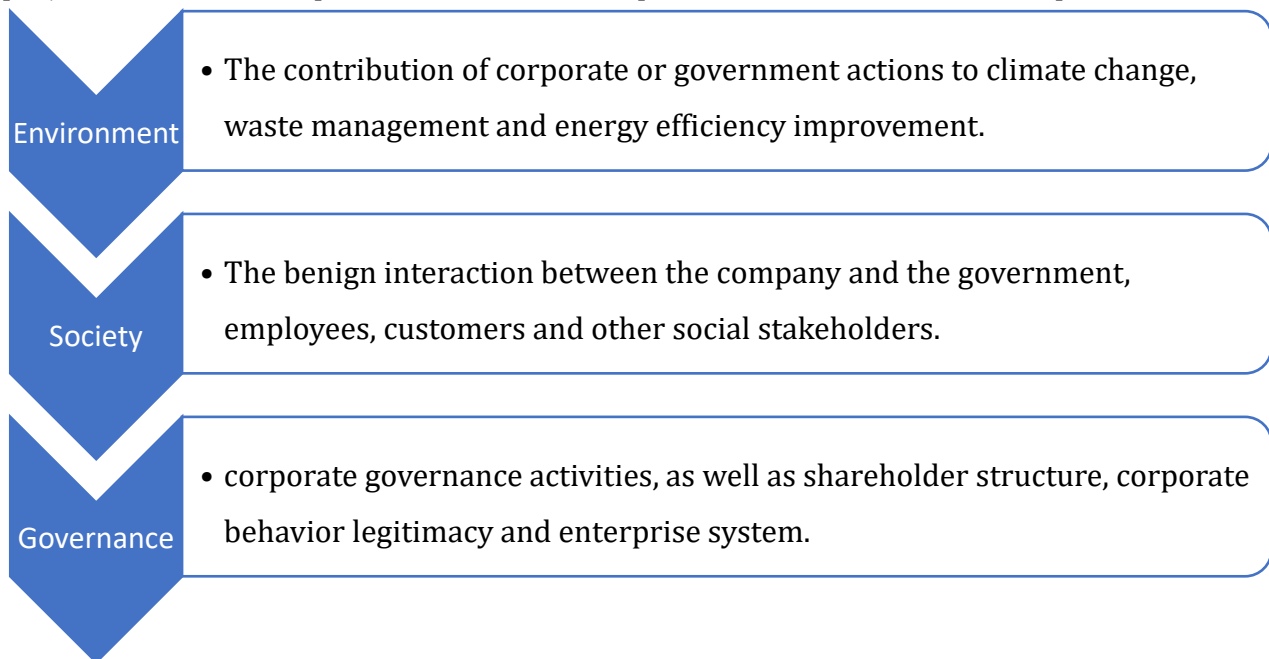 Environment
• The contribution of corporate or government actions to climate change,
waste management and energy efficiency improvement.
Society
• The benign interaction between the company and the government,
employees, customers and other social stakeholders.
Governance
• corporate governance activities, as well as shareholder structure, corporate
behavior legitimacy and enterprise system.